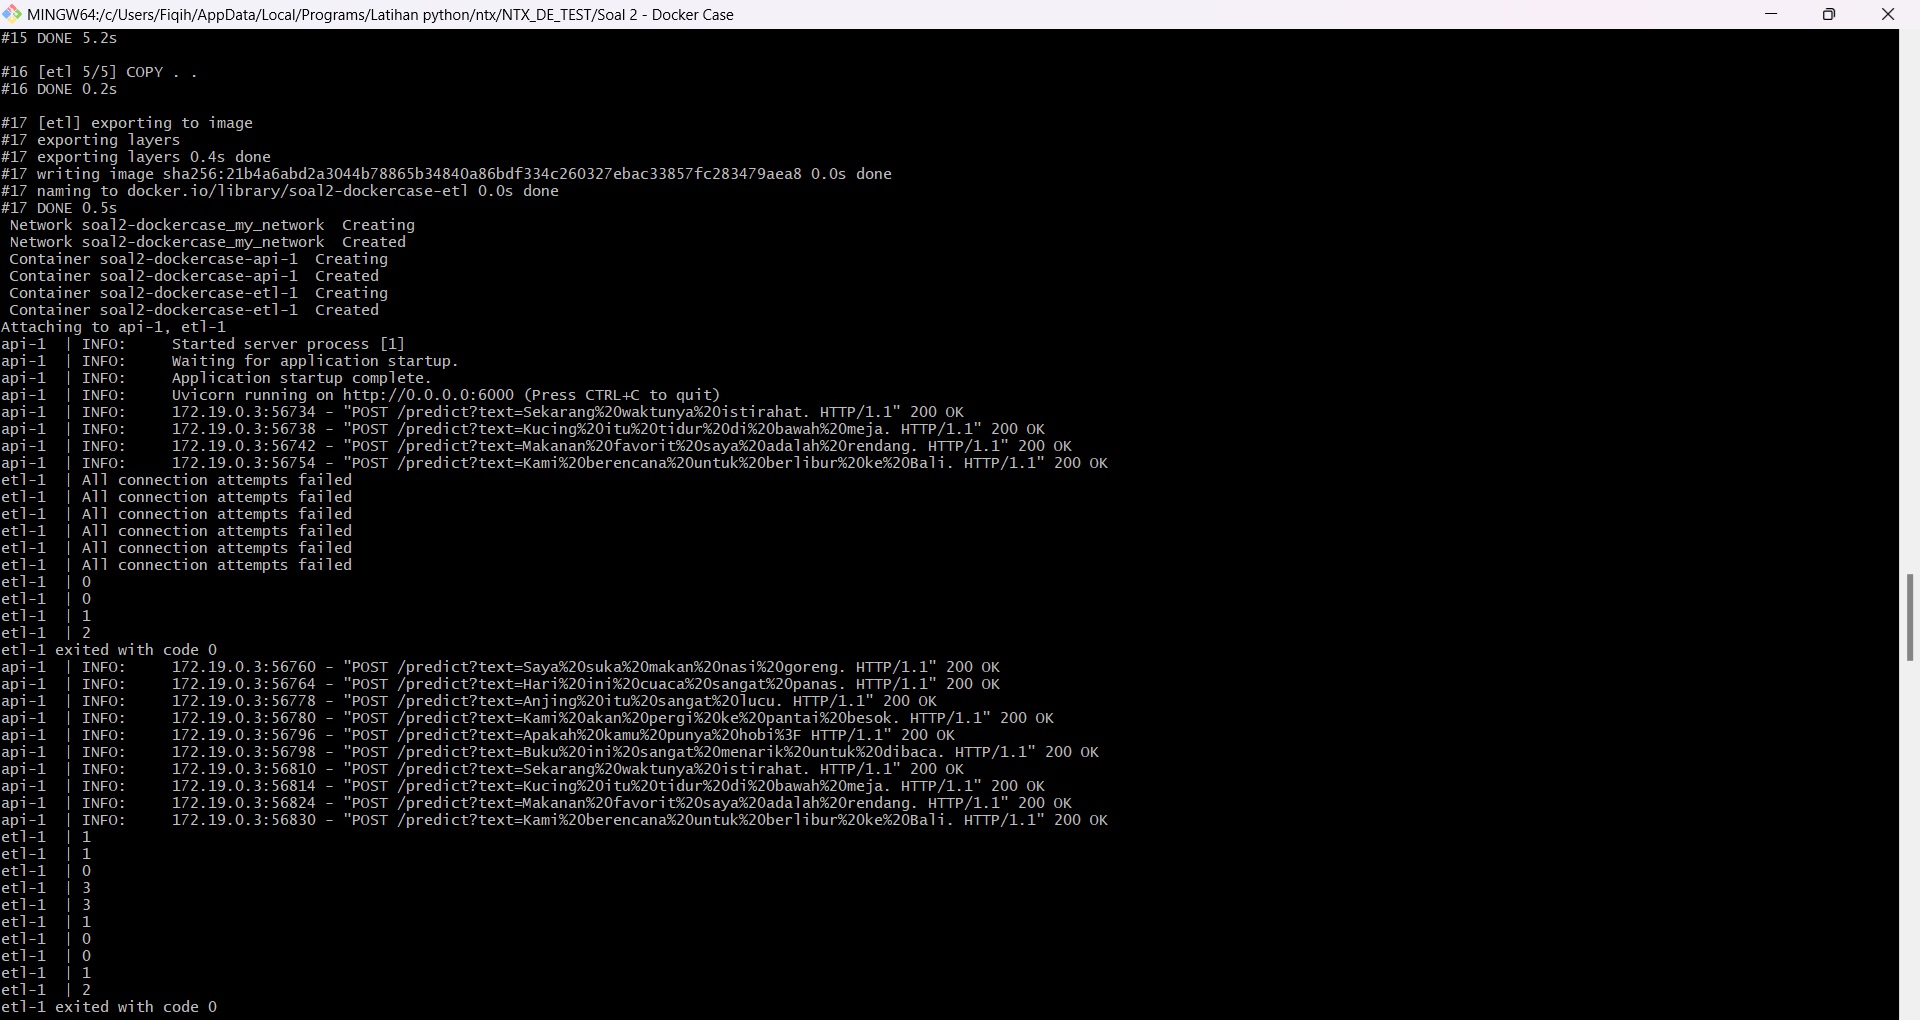 MINGW64:/c/Users/Fiqih/AppData/Local/Programs/Latihan python/ntx/NTX_DE_TEST/Soal 2 - Docker Case
#15 DONE 5.2s
#16 [etl 5/5] COPY . .
#16 DONE 0.2s
#17 [etl] exporting to image
#17 exporting layers
#17 exporting layers 0.4s done
#17 writing image sha256:21b4a6abd2a3044b78865b34840a86bdf334c260327ebac33857fc283479aea8 0.0s done
#17 naming to docker.io/library/soal2-dockercase-etl 0.0s done
#17 DONE 0.5s
Network soal2-dockercase_my_network  Creating
Network soal2-dockercase_my_network  Created
Container soal2-dockercase-api-1  Creating
Container soal2-dockercase-api-1  Created
Container soal2-dockercase-etl-1  Creating
Container soal2-dockercase-etl-1  Created
Attaching to api-1, etl-1
api-1  | INFO:     Started server process [1]
api-1  | INFO:     Waiting for application startup.
api-1  | INFO:     Application startup complete.
api-1  | INFO:     Uvicorn running on http://0.0.0.0:6000 (Press CTRL+C to quit)
api-1  | INFO:     172.19.0.3:56734 - "POST /predict?text=Sekarang%20waktunya%20istirahat. HTTP/1.1" 200 OK
api-1  | INFO:     172.19.0.3:56738 - "POST /predict?text=Kucing%20itu%20tidur%20di%20bawah%20meja. HTTP/1.1" 200 OK
api-1  | INFO:     172.19.0.3:56742 - "POST /predict?text=Makanan%20favorit%20saya%20adalah%20rendang. HTTP/1.1" 200 OK
api-1  | INFO:     172.19.0.3:56754 - "POST /predict?text=Kami%20berencana%20untuk%20berlibur%20ke%20Bali. HTTP/1.1" 200 OK
etl-1  | All connection attempts failed
etl-1  | All connection attempts failed
etl-1  | All connection attempts failed
etl-1  | All connection attempts failed
etl-1  | All connection attempts failed
etl-1  | All connection attempts failed
etl-1  | 0
etl-1  | 0
etl-1  | 1
etl-1  | 2
etl-1 exited with code 0
api-1  | INFO:     172.19.0.3:56760 - "POST /predict?text=Saya%20suka%20makan%20nasi%20goreng. HTTP/1.1" 200 OK
api-1  | INFO:     172.19.0.3:56764 - "POST /predict?text=Hari%20ini%20cuaca%20sangat%20panas. HTTP/1.1" 200 OK
api-1  | INFO:     172.19.0.3:56778 - "POST /predict?text=Anjing%20itu%20sangat%20lucu. HTTP/1.1" 200 OK
api-1  | INFO:     172.19.0.3:56780 - "POST /predict?text=Kami%20akan%20pergi%20ke%20pantai%20besok. HTTP/1.1" 200 OK
api-1  | INFO:     172.19.0.3:56796 - "POST /predict?text=Apakah%20kamu%20punya%20hobi%3F HTTP/1.1" 200 OK
api-1  | INFO:     172.19.0.3:56798 - "POST /predict?text=Buku%20ini%20sangat%20menarik%20untuk%20dibaca. HTTP/1.1" 200 OK
api-1  | INFO:     172.19.0.3:56810 - "POST /predict?text=Sekarang%20waktunya%20istirahat. HTTP/1.1" 200 OK
api-1  | INFO:     172.19.0.3:56814 - "POST /predict?text=Kucing%20itu%20tidur%20di%20bawah%20meja. HTTP/1.1" 200 OK
api-1  | INFO:     172.19.0.3:56824 - "POST /predict?text=Makanan%20favorit%20saya%20adalah%20rendang. HTTP/1.1" 200 OK
api-1  | INFO:     172.19.0.3:56830 - "POST /predict?text=Kami%20berencana%20untuk%20berlibur%20ke%20Bali. HTTP/1.1" 200 OK
etl-1  | 1
etl-1  | 1
etl-1  | 0
etl-1  | 3
etl-1  | 3
etl-1  | 1
etl-1  | 0
etl-1  | 0
etl-1  | 1
etl-1  | 2
etl-1 exited with code 0